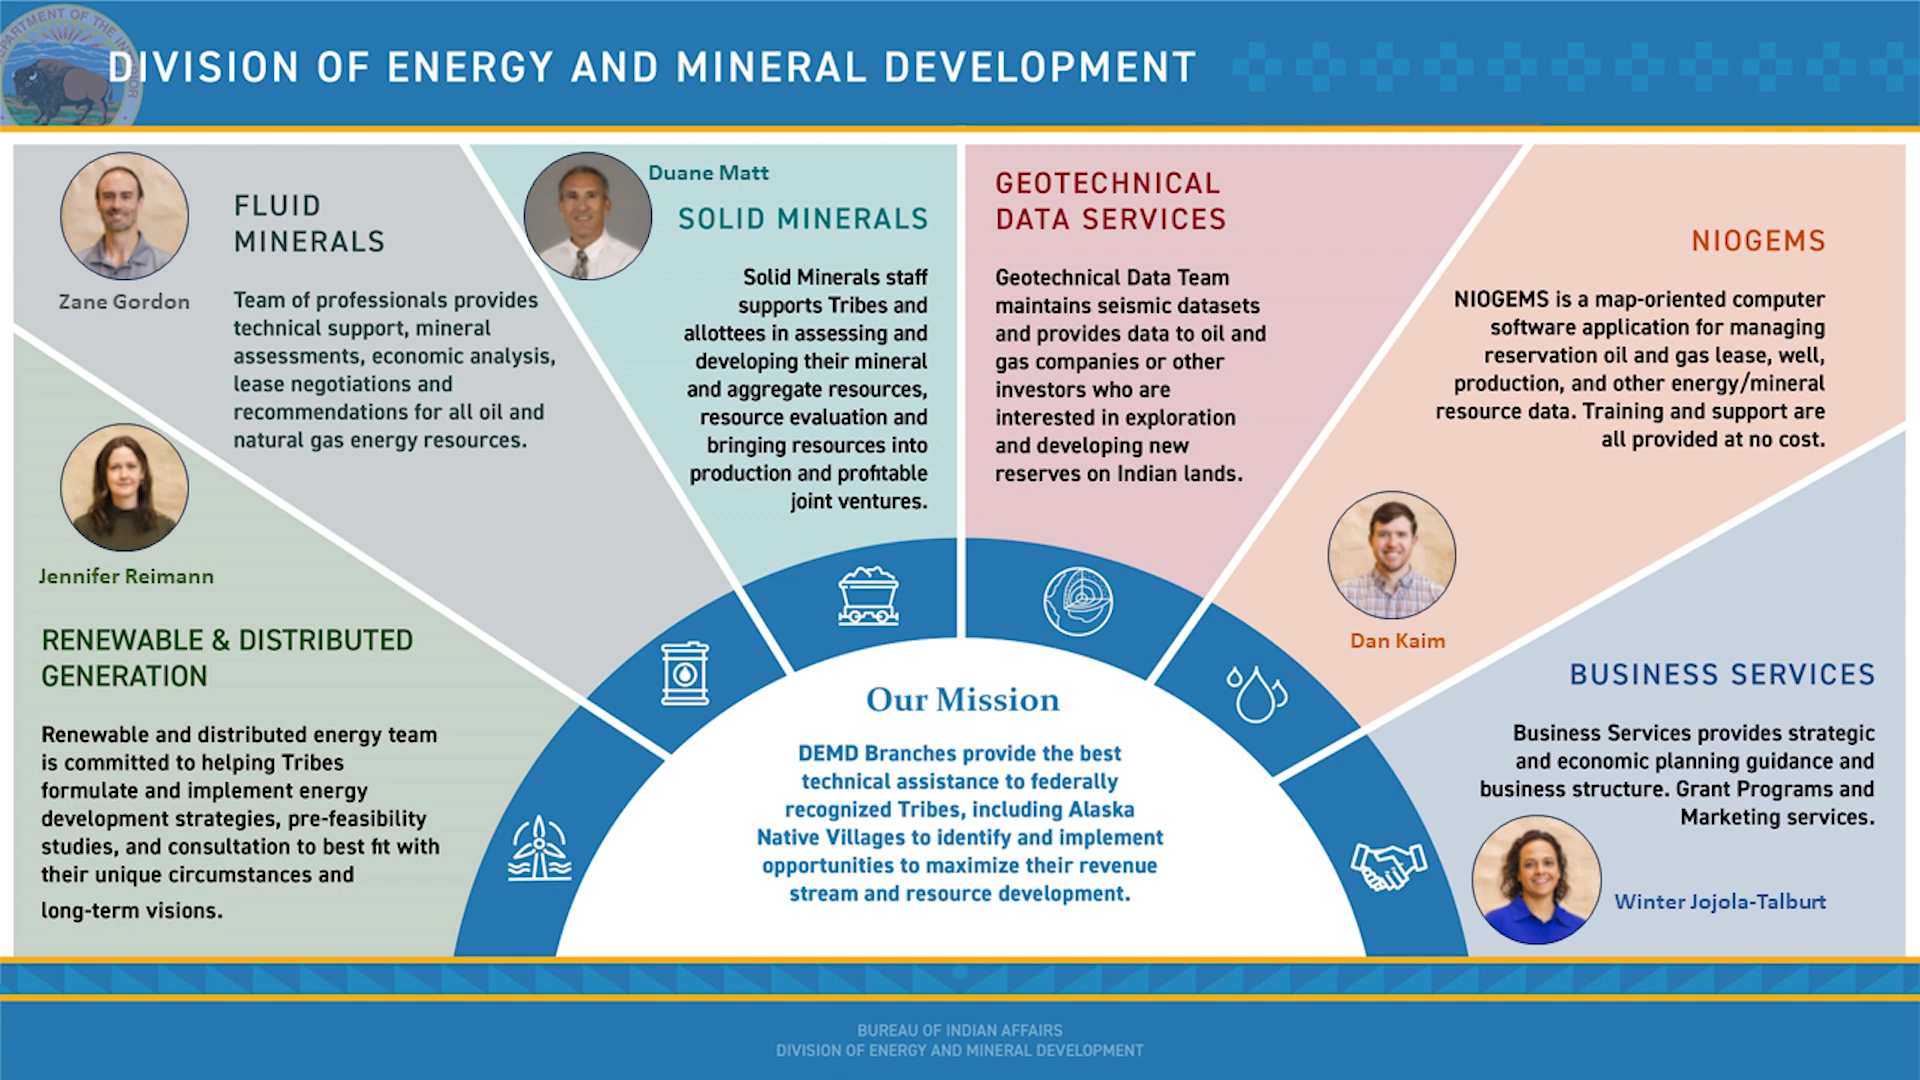 DEPARTMENT OF THE INTERIOR
DIVISION OF ENERGY AND MINERAL DEVELOPMENT
Zane Gordon
FLUID
MINERALS
Team of professionals provides
technical support, mineral
assessments, economic analysis,
lease negotiations and
recommendations for all oil and
natural gas energy resources.
Duane Matt
SOLID MINERALS
Solid Minerals staff
supports Tribes and
allottees in assessing and
developing their mineral
and aggregate resources,
resource evaluation and
bringing resources into
production and profitable
joint ventures.
GEOTECHNICAL
DATA SERVICES
Geotechnical Data Team
maintains seismic datasets
and provides data to oil and
gas companies or other
investors who are
interested in exploration
and developing new
reserves on Indian lands.
NIOGEMS
NIOGEMS is a map-oriented computer
software application for managing
reservation oil and gas lease, well,
production, and other energy/mineral
resource data. Training and support are
all provided at no cost.
Dan Kaim
Jennifer Reimann
RENEWABLE & DISTRIBUTED
GENERATION
Renewable and distributed energy team
is committed to helping Tribes
formulate and implement energy
development strategies, pre-feasibility
studies, and consultation to best fit with
their unique circumstances and
long-term visions.
Our Mission
DEMD Branches provide the best
technical assistance to federally
recognized Tribes, including Alaska
Native Villages to identify and implement
opportunities to maximize their revenue
stream and resource development.
BUSINESS SERVICES
Business Services provides strategic
and economic planning guidance and
business structure. Grant Programs and
Marketing services.
Winter Jojola-Talburt
BUREAU OF INDIAN AFFAIRS
DIVISION OF ENERGY AND MINERAL DEVELOPMENT